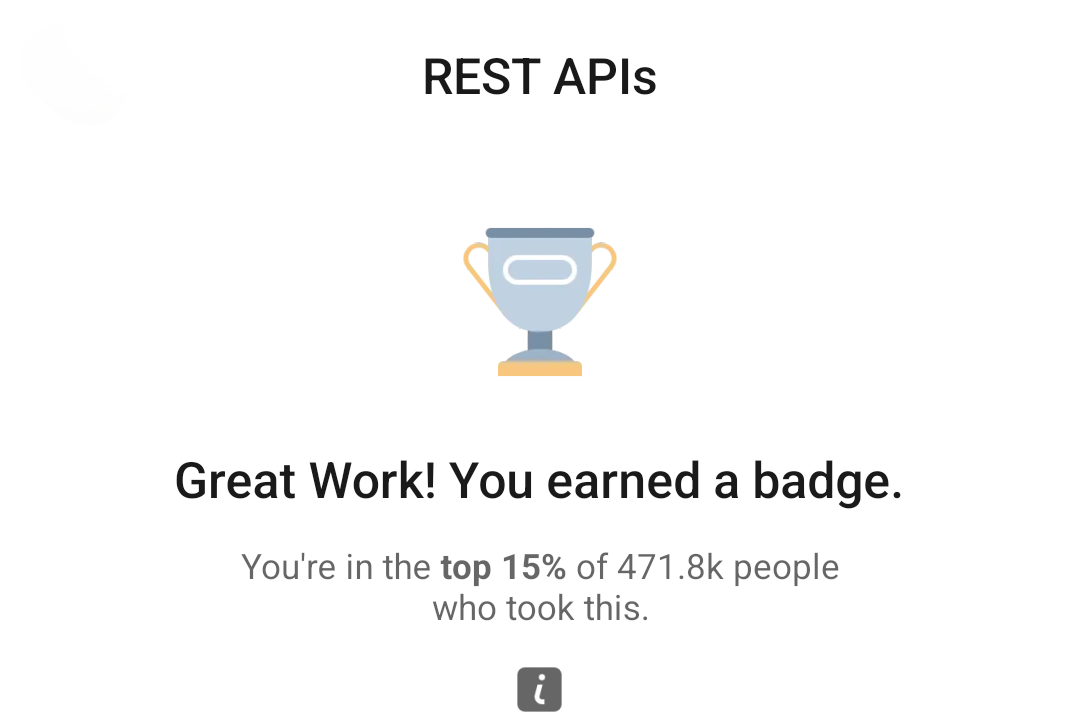 REST APIs
Great Work! You earned a badge.
You're in the top 15% of 471.8k people
who took this.
i